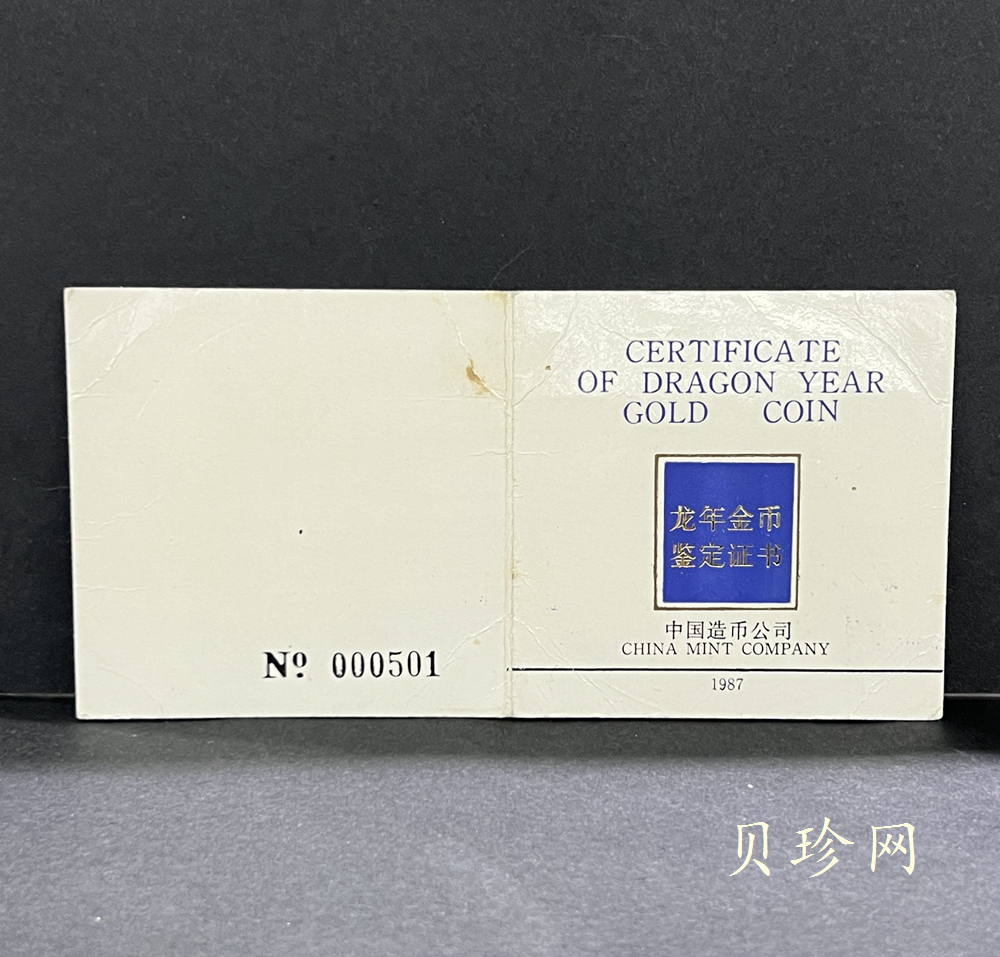 CERTIFICATE
OF DRAGON YEAR
GOLD COIN
龙年金币
鉴定证书
中国造币公司
CHINA MINT COMPANY
1987
Nº 000501
贝珍网